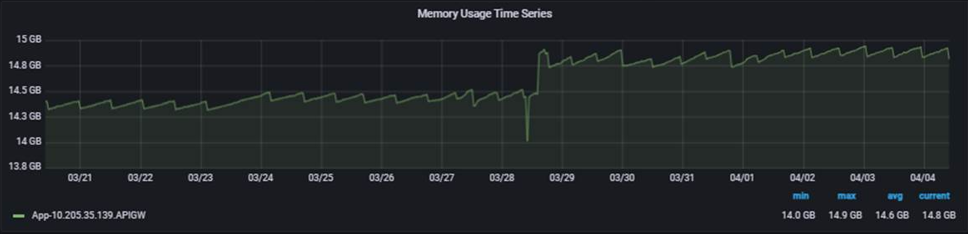 Memory Usage Time Series
15 GB
14.8 GB
14.5 GB
14.3 GB
14 GB
13.8 GB
03/21 03/22 03/23 03/24 03/25 03/26 03/27 03/28 03/29 03/30 03/31 04/01 04/02 04/03 04/04
min max avg current
App-10.205.35.139.APIGW 14.0 GB 14.9 GB 14.6 GB 14.8 GB